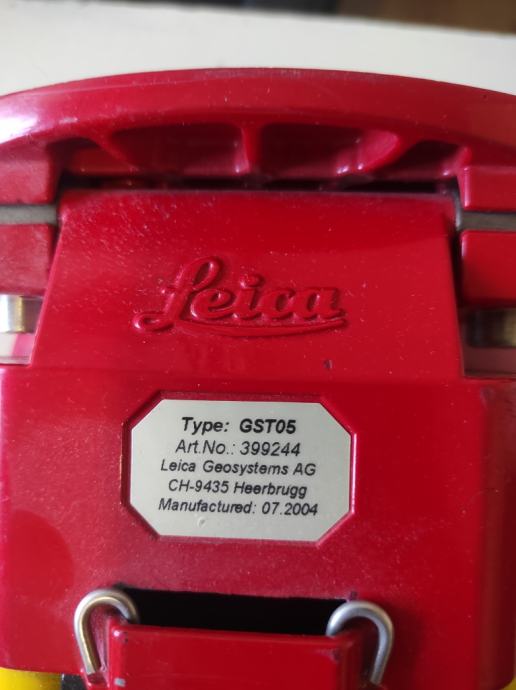 Leica
Type: GST05
Art.No.: 399244
Leica Geosystems AG
CH-9435 Heerbrugg
Manufactured: 07.2004